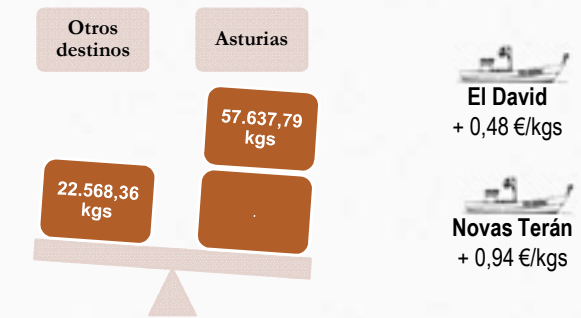 Otros
destinos
Asturias
57.637,79
kgs
22.568,36
kgs
.
El David
+ 0,48 €/kgs
Novas Terán
+ 0,94 €/kgs